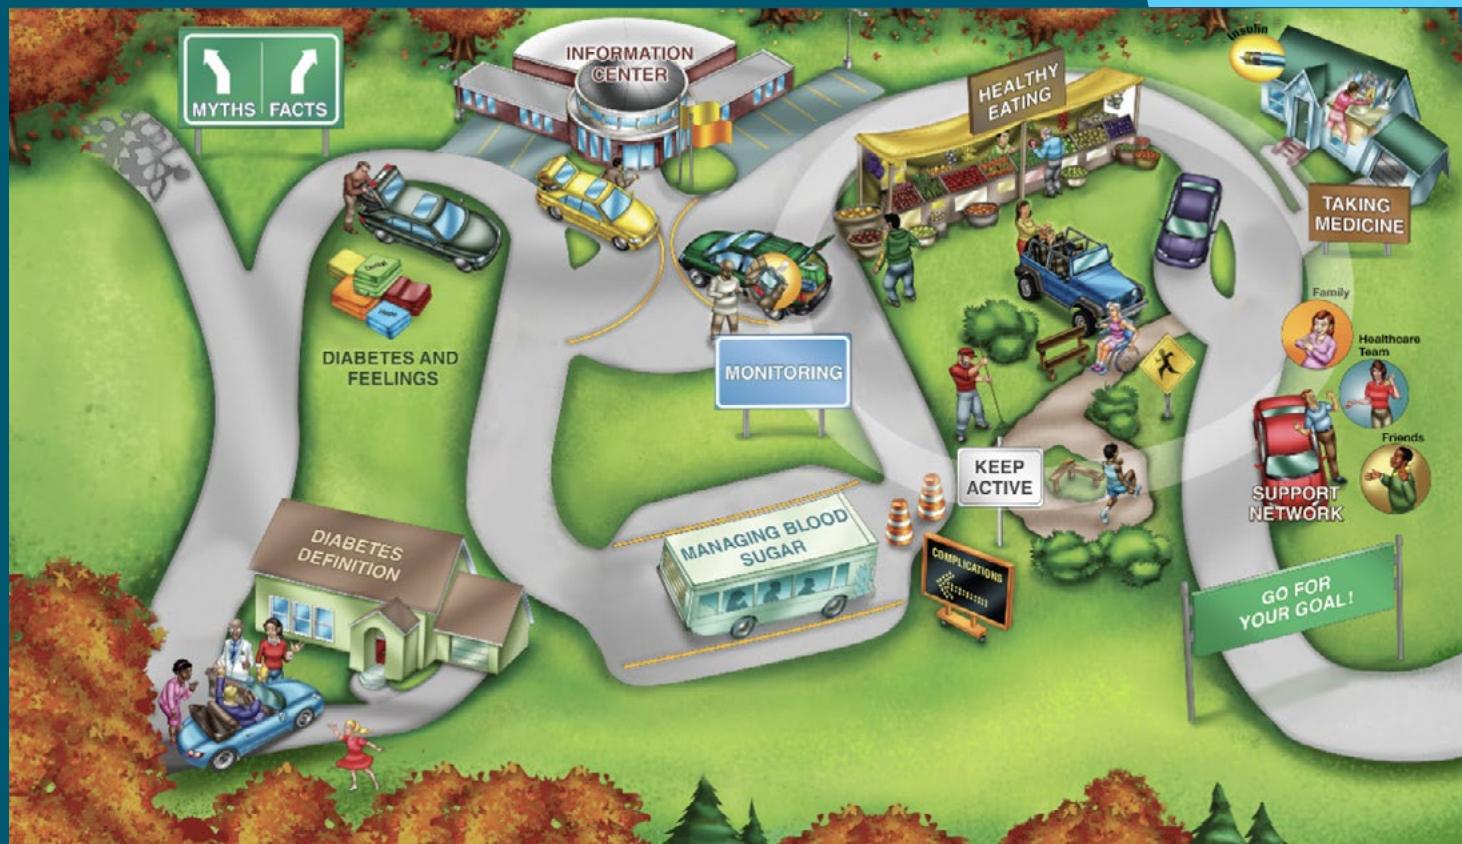 MYTHS
FACTS
INFORMATION
CENTER
HEALTHY
EATING
Insulin
TAKING
MEDICINE
DIABETES AND
FEELINGS
Denial
MONITORING
Family
Healthcare
Team
Friends
SUPPORT
NETWORK
KEEP
ACTIVE
DIABETES
DEFINITION
MANAGING BLOOD
SUGAR
COMPLICATIONS
GO FOR
YOUR GOAL!